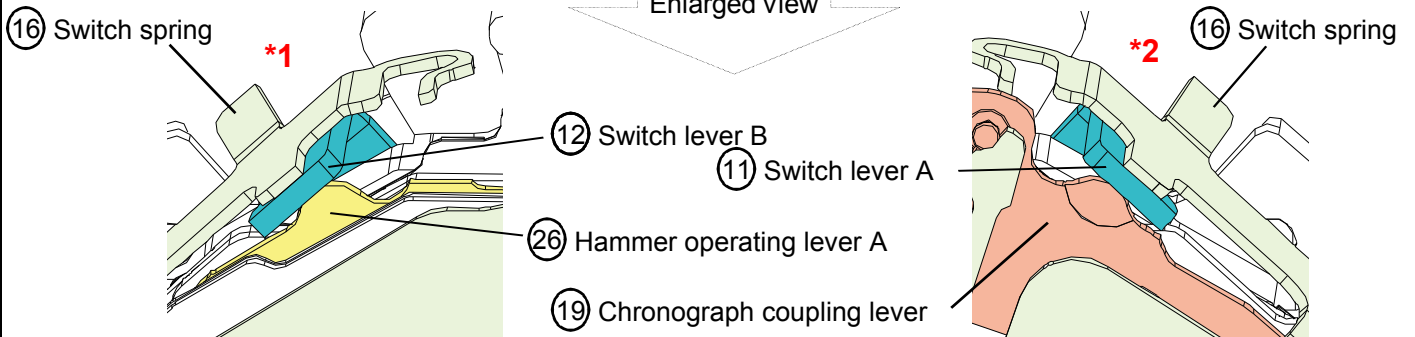 Enlarged View
16 Switch spring
*1
*2
16 Switch spring
12 Switch lever B
11 Switch lever A
26 Hammer operating lever A
19 Chronograph coupling lever